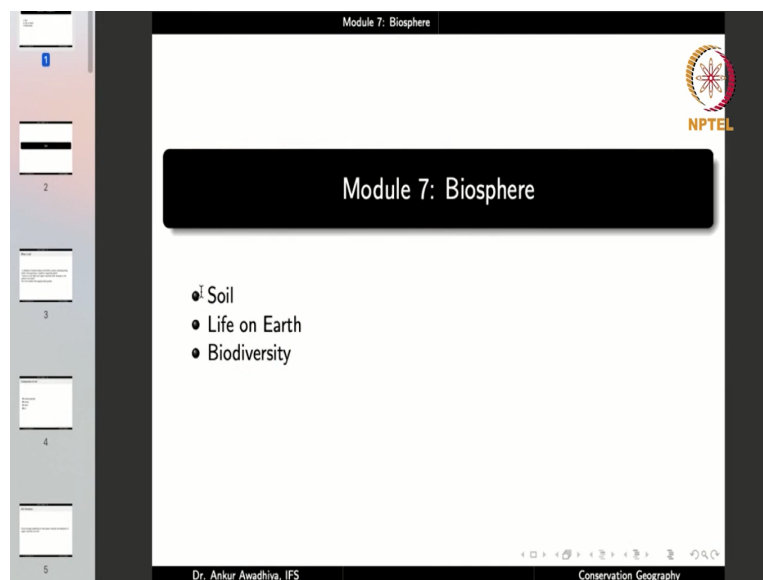 Module 7: Biosphere
NPTEL
Module 7: Biosphere
Soil
Life on Earth
Biodiversity
Dr. Ankur Awadhiya, IFS
Conservation Geography
1
2
3
4
5